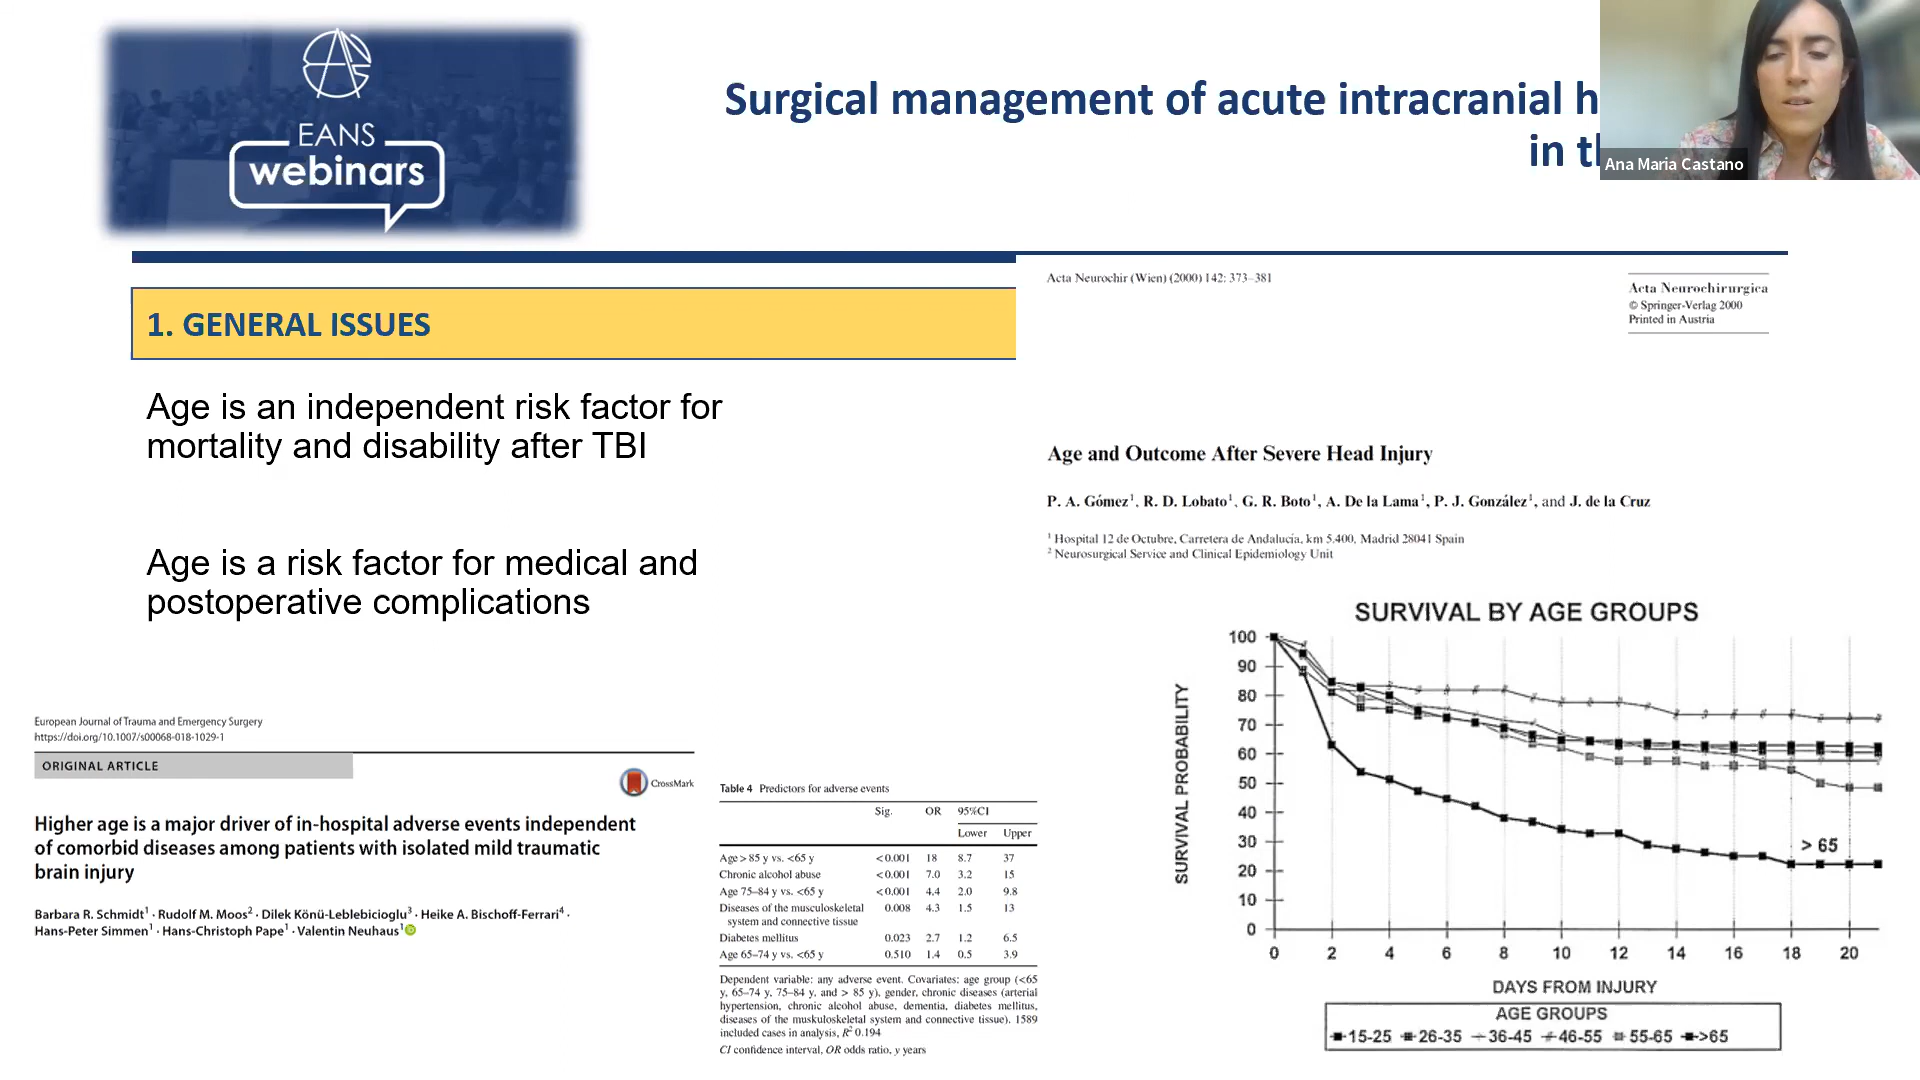 EANS
webinars
Surgical management of acute intracranial h
in t
Ana Maria Castano
1. GENERAL ISSUES
Age is an independent risk factor for
mortality and disability after TBI
Age is a risk factor for medical and
postoperative complications
European Journal of Trauma and Emergency Surgery
https://doi.org/10.1007/s00068-018-1029-1
ORIGINAL ARTICLE
CrossMark
Higher age is a major driver of in-hospital adverse events independent
of comorbid diseases among patients with isolated mild traumatic
brain injury
Barbara R. Schmidt¹ · Rudolf M. Moos² · Dilek Könü-Leblebicioglu³ · Heike A. Bischoff-Ferrari⁴ ·
Hans-Peter Simmen¹ · Hans-Christoph Pape¹ · Valentin Neuhaus¹
Table 4 Predictors for adverse events
Sig. OR 95%CI
Lower Upper
Age > 85 y vs. <65 y <0.001 18 8.7 37
Chronic alcohol abuse <0.001 7.0 3.2 15
Age 75–84 y vs. <65 y <0.001 4.4 2.0 9.8
Diseases of the musculoskeletal 0.008 4.3 1.5 13
system and connective tissue
Diabetes mellitus 0.023 2.7 1.2 6.5
Age 65–74 y vs. <65 y 0.510 1.4 0.5 3.9
Dependent variable: any adverse event. Covariates: age group (<65
y, 65–74 y, 75–84 y, and > 85 y), gender, chronic diseases (arterial
hypertension, chronic alcohol abuse, dementia, diabetes mellitus,
diseases of the muskuloskeletal system and connective tissue). 1589
included cases in analysis, R² 0.194
CI confidence interval, OR odds ratio, y years
Acta Neurochir (Wien) (2000) 142: 373–381
Acta Neurochirurgica
© Springer-Verlag 2000
Printed in Austria
Age and Outcome After Severe Head Injury
P. A. Gómez¹, R. D. Lobato¹, G. R. Boto¹, A. De la Lama¹, P. J. González¹, and J. de la Cruz
¹ Hospital 12 de Octubre, Carretera de Andalucía, km 5.400, Madrid 28041 Spain
² Neurosurgical Service and Clinical Epidemiology Unit
SURVIVAL BY AGE GROUPS
SURVIVAL PROBABILITY
100
90
80
70
60
50
40
30
20
10
0
> 65
0 2 4 6 8 10 12 14 16 18 20
DAYS FROM INJURY
AGE GROUPS
15-25 26-35 36-45 46-55 55-65 >65